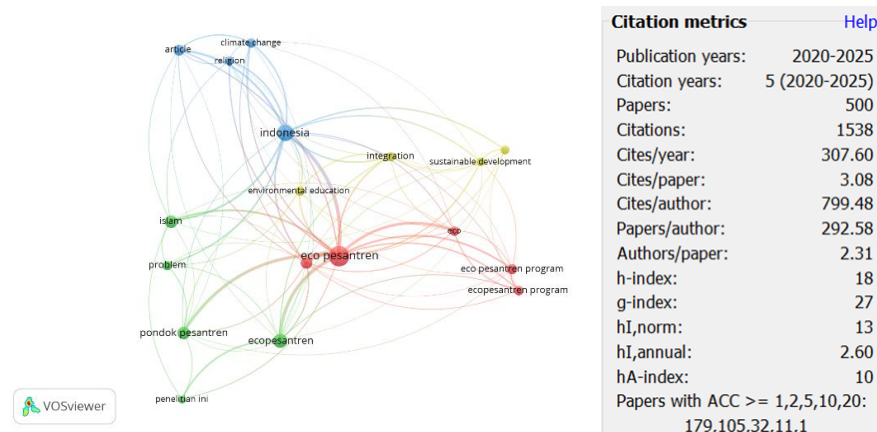 climate change
article
religion
indonesia
integration
sustainable development
environmental education
islam
eco
eco pesantren
problem
eco pesantren program
ecopesantren program
pondok pesantren
ecopesantren
penelitian ini
VOSviewer
Citation metrics Help
Publication years: 2020-2025
Citation years: 5 (2020-2025)
Papers: 500
Citations: 1538
Cites/year: 307.60
Cites/paper: 3.08
Cites/author: 799.48
Papers/author: 292.58
Authors/paper: 2.31
h-index: 18
g-index: 27
hI,norm: 13
hI,annual: 2.60
hA-index: 10
Papers with ACC >= 1,2,5,10,20:
179,105,32,11,1